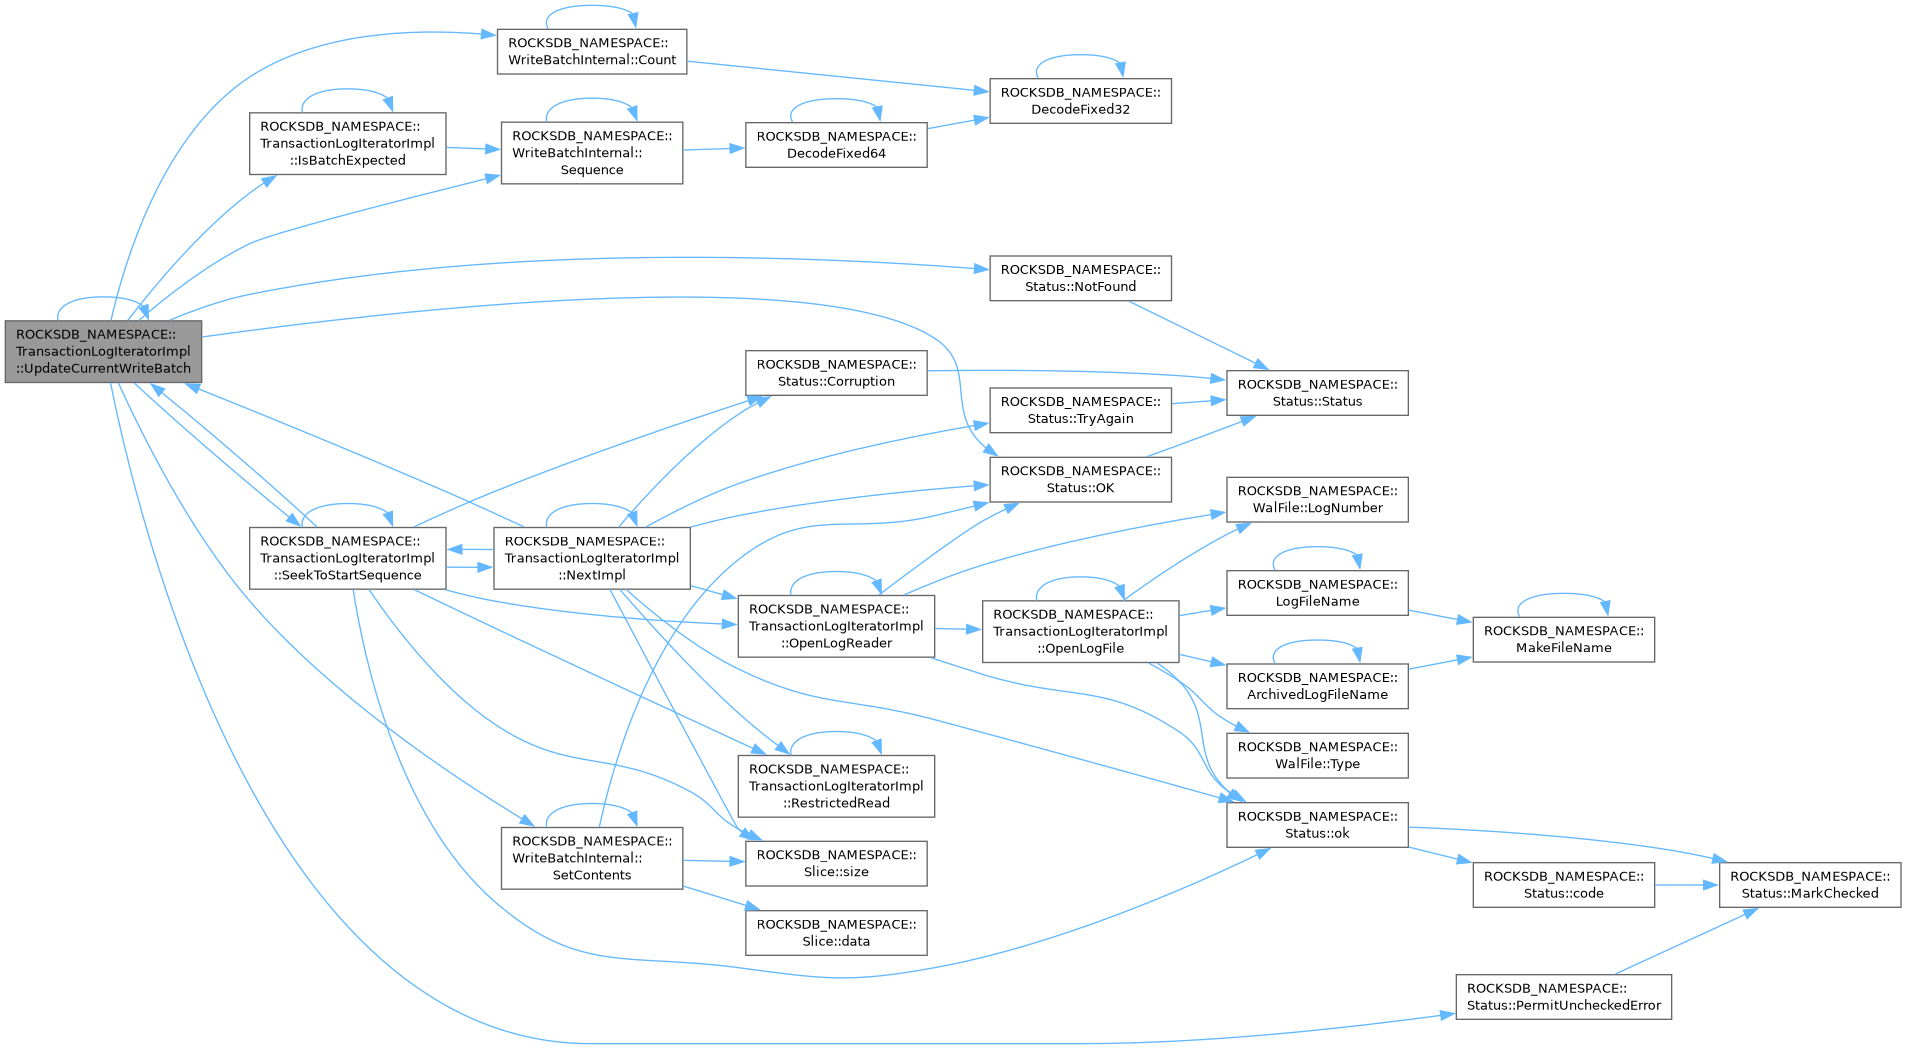 ROCKSDB_NAMESPACE::
TransactionLogIteratorImpl
::UpdateCurrentWriteBatch
ROCKSDB_NAMESPACE::
WriteBatchInternal::Count
ROCKSDB_NAMESPACE::
DecodeFixed32
ROCKSDB_NAMESPACE::
TransactionLogIteratorImpl
::IsBatchExpected
ROCKSDB_NAMESPACE::
WriteBatchInternal::
Sequence
ROCKSDB_NAMESPACE::
DecodeFixed64
ROCKSDB_NAMESPACE::
Status::NotFound
ROCKSDB_NAMESPACE::
Status::Status
ROCKSDB_NAMESPACE::
Status::Corruption
ROCKSDB_NAMESPACE::
Status::TryAgain
ROCKSDB_NAMESPACE::
Status::OK
ROCKSDB_NAMESPACE::
WalFile::LogNumber
ROCKSDB_NAMESPACE::
TransactionLogIteratorImpl
::SeekToStartSequence
ROCKSDB_NAMESPACE::
TransactionLogIteratorImpl
::NextImpl
ROCKSDB_NAMESPACE::
TransactionLogIteratorImpl
::OpenLogReader
ROCKSDB_NAMESPACE::
TransactionLogIteratorImpl
::OpenLogFile
ROCKSDB_NAMESPACE::
LogFileName
ROCKSDB_NAMESPACE::
MakeFileName
ROCKSDB_NAMESPACE::
ArchivedLogFileName
ROCKSDB_NAMESPACE::
WalFile::Type
ROCKSDB_NAMESPACE::
TransactionLogIteratorImpl
::RestrictedRead
ROCKSDB_NAMESPACE::
Status::ok
ROCKSDB_NAMESPACE::
WriteBatchInternal::
SetContents
ROCKSDB_NAMESPACE::
Slice::size
ROCKSDB_NAMESPACE::
Status::code
ROCKSDB_NAMESPACE::
Status::MarkChecked
ROCKSDB_NAMESPACE::
Slice::data
ROCKSDB_NAMESPACE::
Status::PermitUncheckedError